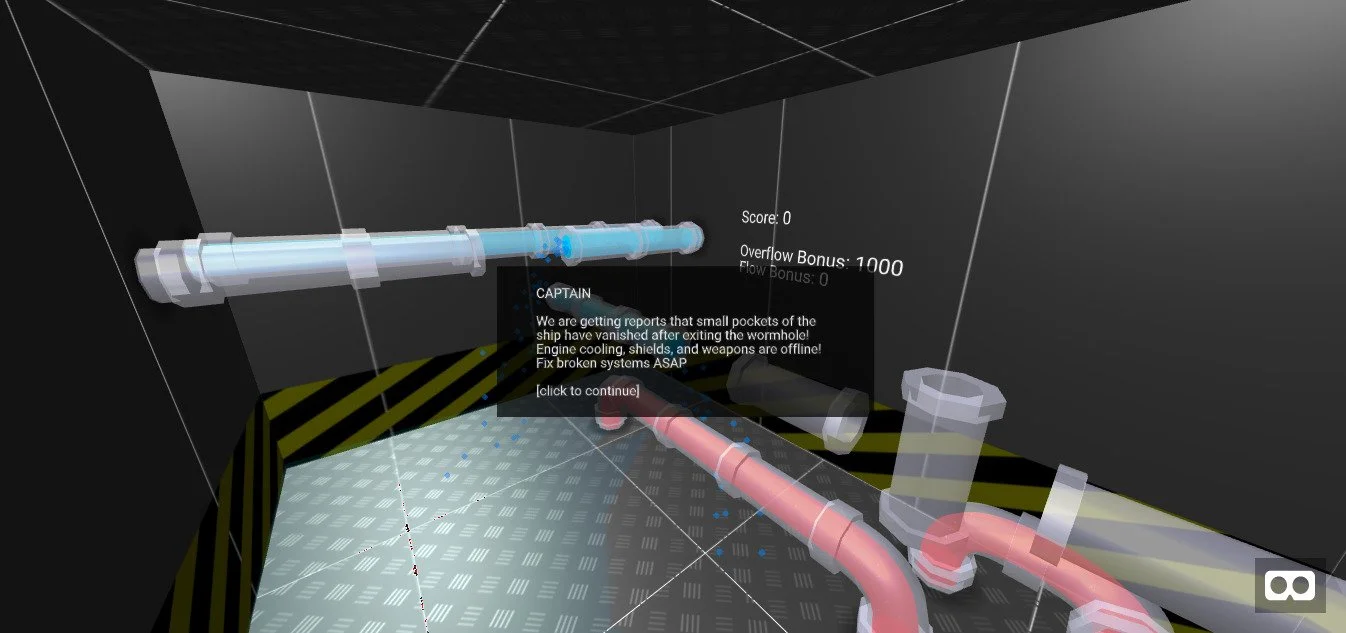 Score: 0
Overflow Bonus: 1000
Flow Bonus: 0
CAPTAIN
We are getting reports that small pockets of the
ship have vanished after exiting the wormhole!
Engine cooling, shields, and weapons are offline!
Fix broken systems ASAP
[click to continue]